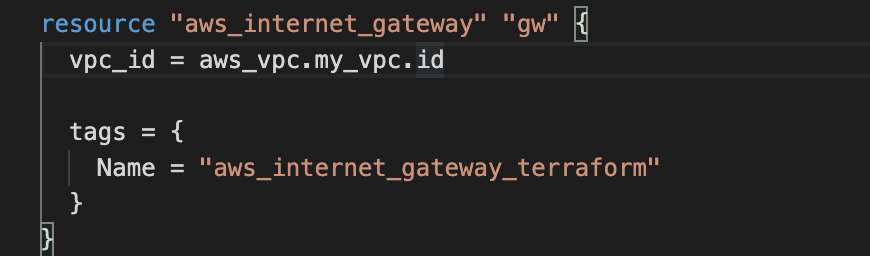 resource "aws_internet_gateway" "gw" {
  vpc_id = aws_vpc.my_vpc.id

  tags = {
    Name = "aws_internet_gateway_terraform"
  }
}